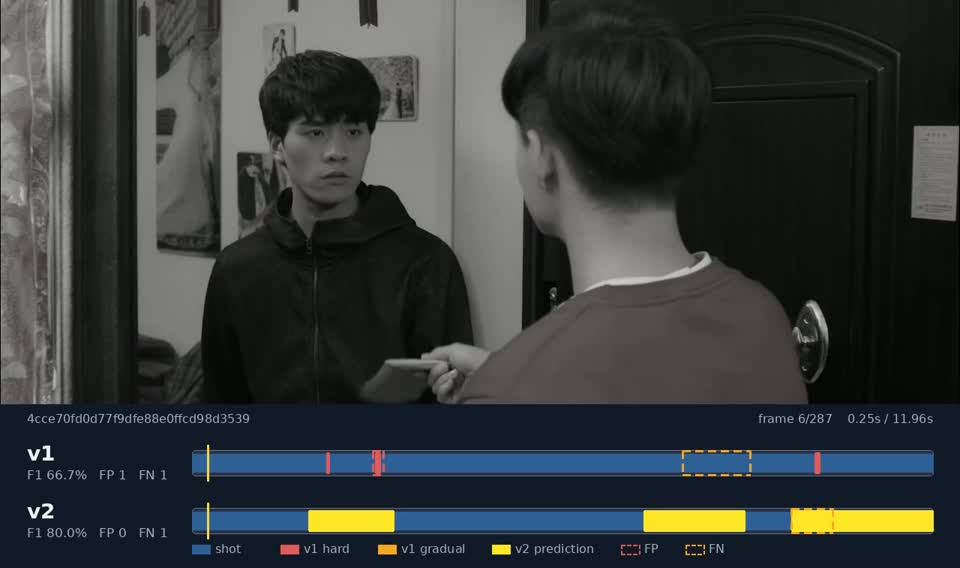 4cce70fd0d77f9dfe88e0ffcd98d3539 frame 6/287 0.25s / 11.96s
v1
F1 66.7% FP 1 FN 1
v2
F1 80.0% FP 0 FN 1
shot v1 hard v1 gradual v2 prediction FP FN